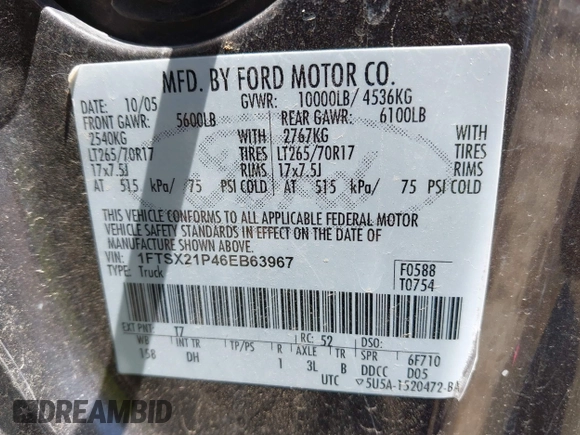 MFD. BY FORD MOTOR CO.
DATE: 10/05 GVWR: 10000LB/ 4536KG
FRONT GAWR: 5600LB REAR GAWR: 6100LB
2540KG WITH 2767KG WITH
LT265/70R17 TIRES LT265/70R17 TIRES
17x7.5J RIMS 17x7.5J RIMS
AT 515 kPa/ 75 PSI COLD AT 515 kPa/ 75 PSI COLD
THIS VEHICLE CONFORMS TO ALL APPLICABLE FEDERAL MOTOR
VEHICLE SAFETY STANDARDS IN EFFECT ON THE DATE OF
MANUFACTURE SHOWN ABOVE.
VIN: 1FTSX21P46EB63967 F0588
TYPE: Truck T0754
EXT PNT: T7 RC: 52 DSO:
WB INT TR TP/PS R AXLE TR SPR 6F710
158 DH 1 3L B DDCC D05
UTC ▽5U5A-1520472-BA
DREAMBID